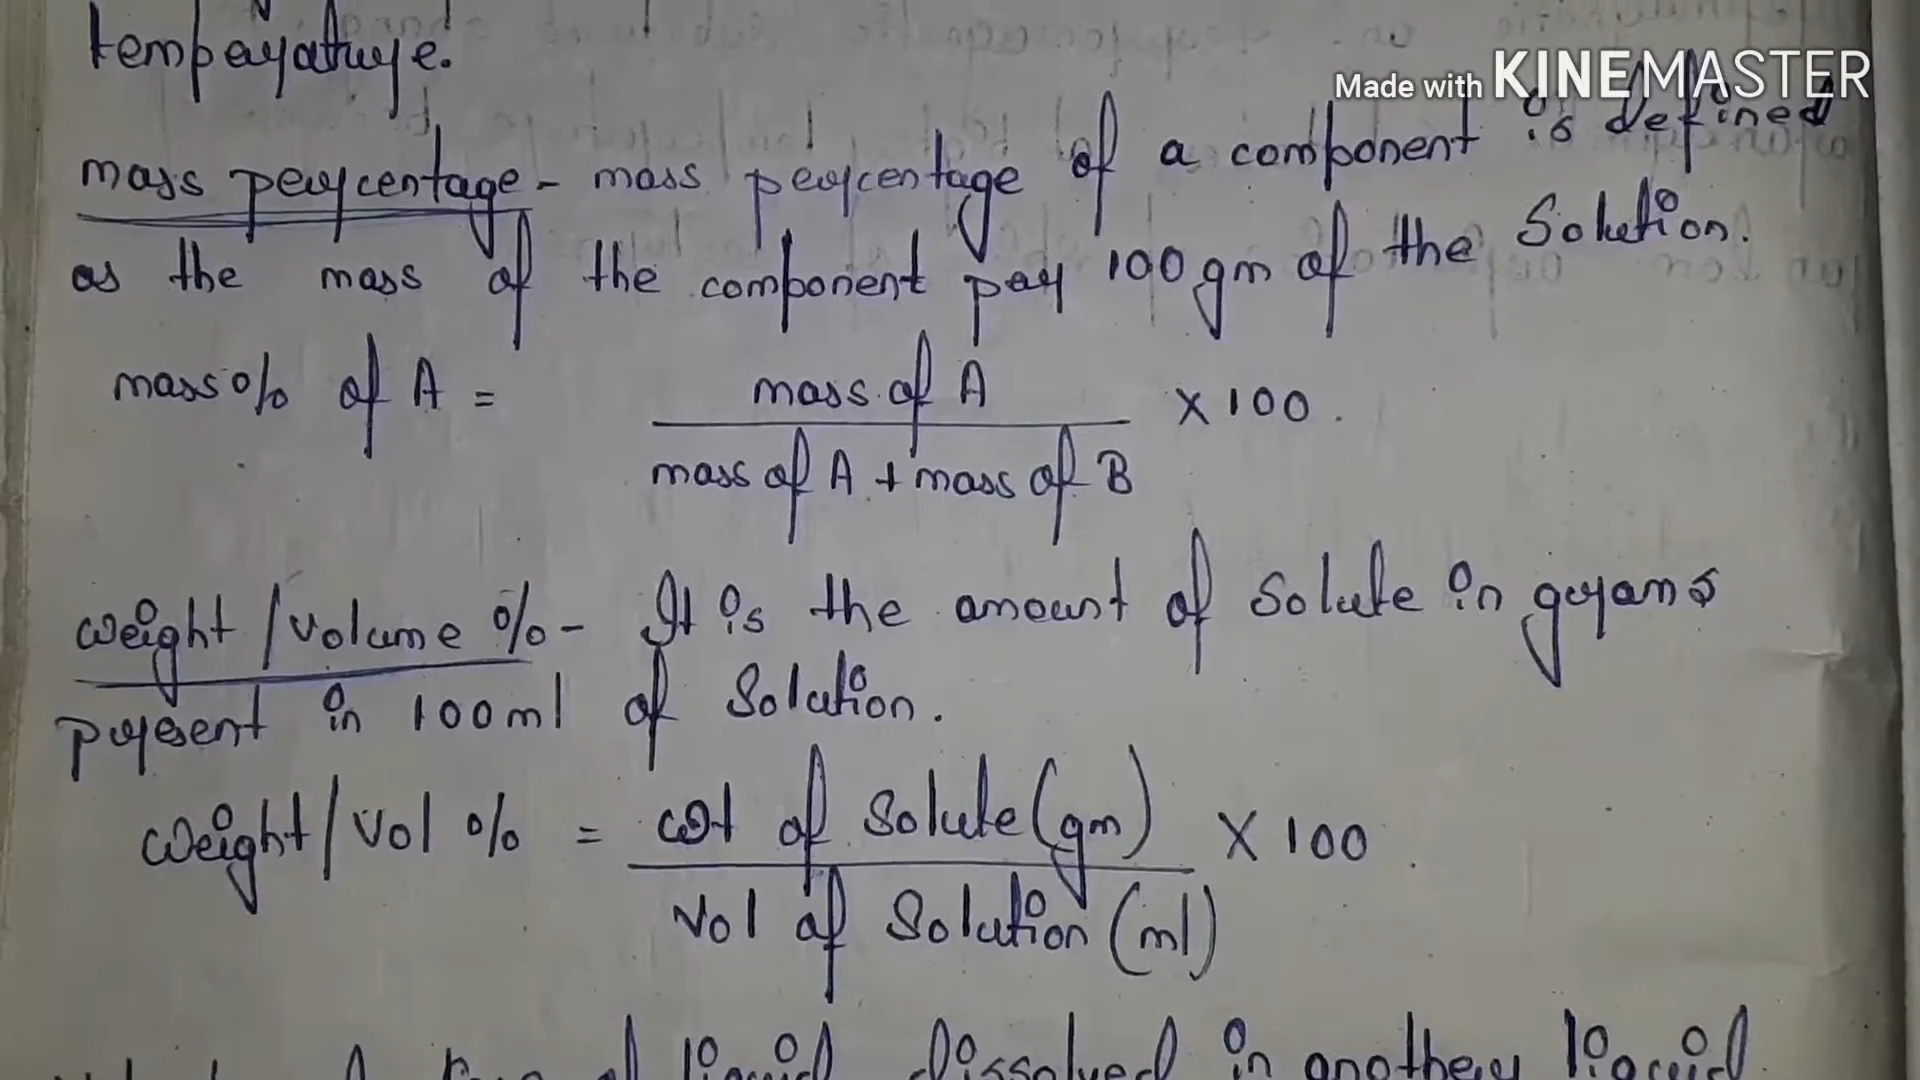 temperature.
Made with KINEMASTER
mass percentage - mass percentage of a component is defined
as the mass of the component per 100 gm of the Solution.
mass % of A = mass of A / mass of A + mass of B × 100.
weight / volume % - It is the amount of Solute in grams
present in 100 ml of Solution.
weight / vol % = wt of Solute (gm) / vol of Solution (ml) × 100.
liquid dissolved in another liquid